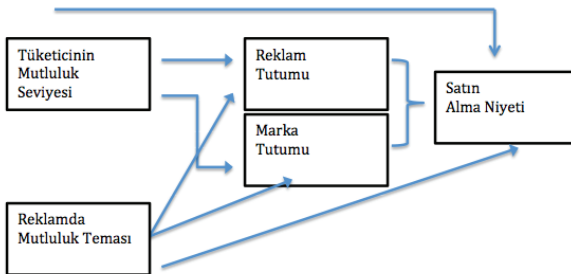 Tüketicinin
Mutluluk
Seviyesi
Reklam
Tutumu
Satın
Alma Niyeti
Marka
Tutumu
Reklamda
Mutluluk Teması